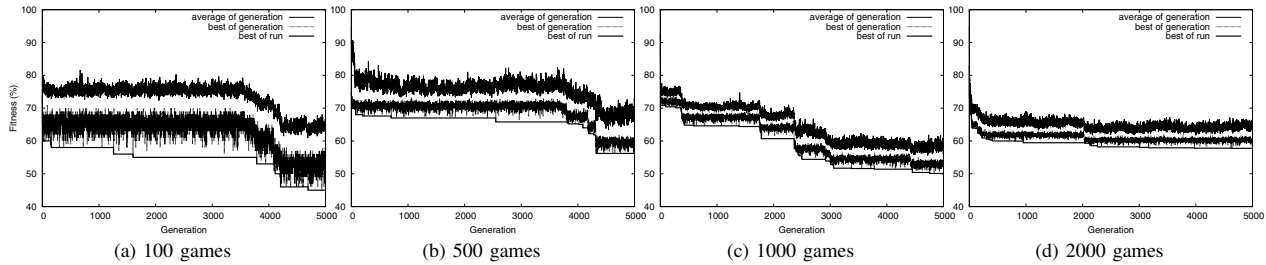 100
90
80
70
60
50
40
Fitness (%)
0 1000 2000 3000 4000 5000
Generation
average of generation
best of generation
best of run
(a) 100 games
100
90
80
70
60
50
40
0 1000 2000 3000 4000 5000
Generation
average of generation
best of generation
best of run
(b) 500 games
100
90
80
70
60
50
40
0 1000 2000 3000 4000 5000
Generation
average of generation
best of generation
best of run
(c) 1000 games
100
90
80
70
60
50
40
0 1000 2000 3000 4000 5000
Generation
average of generation
best of generation
best of run
(d) 2000 games